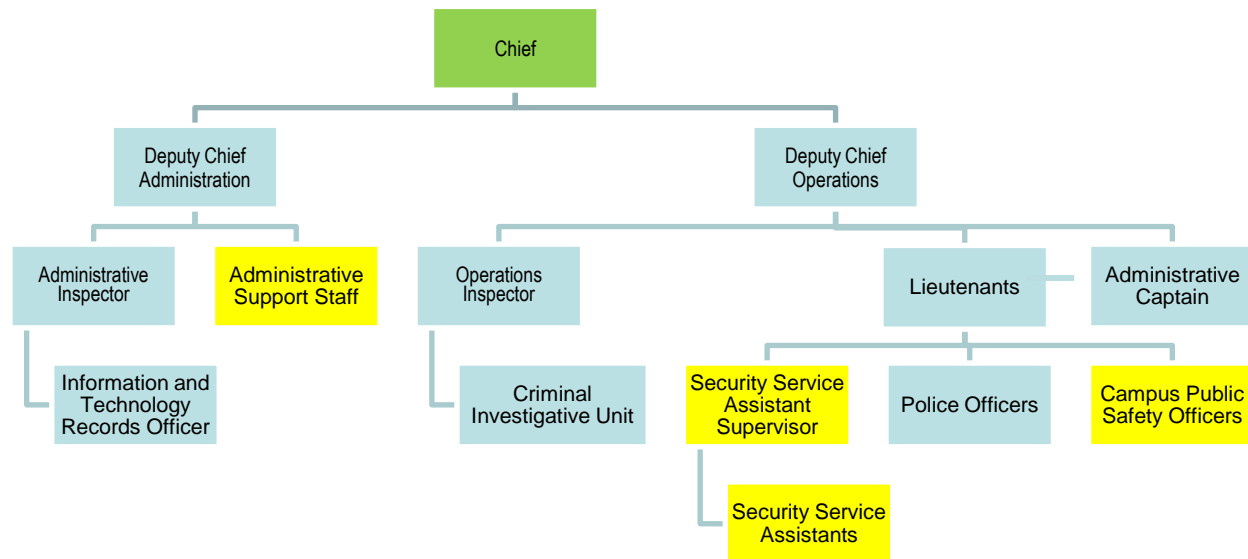 Chief
Deputy Chief
Administration
Deputy Chief
Operations
Administrative
Inspector
Administrative
Support Staff
Operations
Inspector
Lieutenants
Administrative
Captain
Information and
Technology
Records Officer
Criminal
Investigative Unit
Security Service
Assistant
Supervisor
Police Officers
Campus Public
Safety Officers
Security Service
Assistants